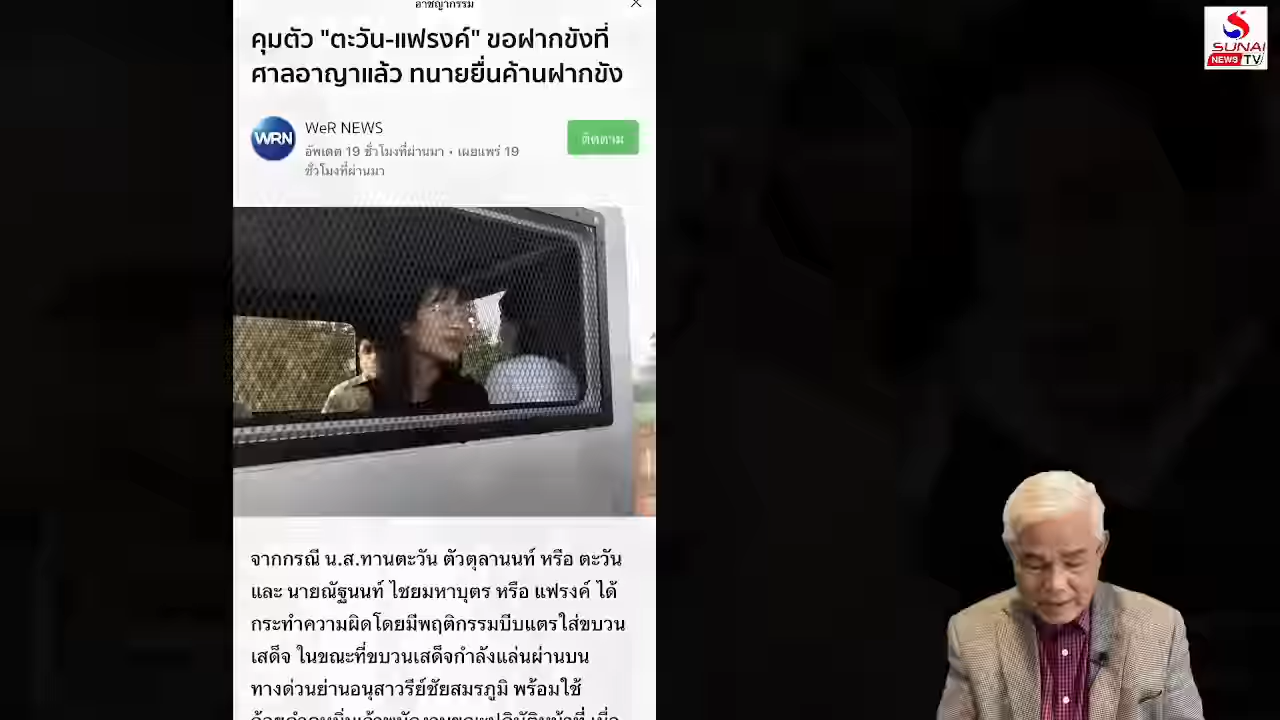 อาชญากรรม
คุมตัว "ตะวัน-แฟรงค์" ขอฝากขังที่
ศาลอาญาแล้ว ทนายยื่นค้านฝากขัง
WRN
WeR NEWS
อัพเดต 19 ชั่วโมงที่ผ่านมา • เผยแพร่ 19
ชั่วโมงที่ผ่านมา
ติดตาม
จากกรณี น.ส.ทานตะวัน ตัวตุลานนท์ หรือ ตะวัน
และ นายณัฐนนท์ ไชยมหาบุตร หรือ แฟรงค์ ได้
กระทำความผิดโดยมีพฤติกรรมบีบแตรใส่ขบวน
เสด็จ ในขณะที่ขบวนเสด็จกำลังแล่นผ่านบน
ทางด่วนย่านอนุสาวรีย์ชัยสมรภูมิ พร้อมใช้
SUNAI
NEWS TV